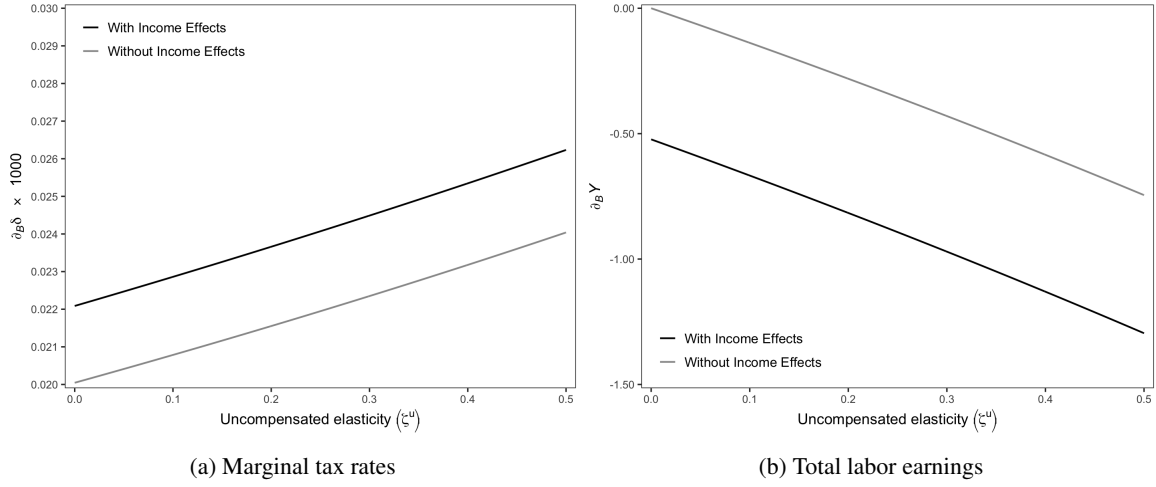 0.030
0.029
0.028
0.027
0.026
0.025
0.024
0.023
0.022
0.021
0.020
∂Bδ × 1000
With Income Effects
Without Income Effects
0.0 0.1 0.2 0.3 0.4 0.5
Uncompensated elasticity (ζᵘ)
(a) Marginal tax rates
0.00
-0.50
-1.00
-1.50
∂BY
With Income Effects
Without Income Effects
0.0 0.1 0.2 0.3 0.4 0.5
Uncompensated elasticity (ζᵘ)
(b) Total labor earnings